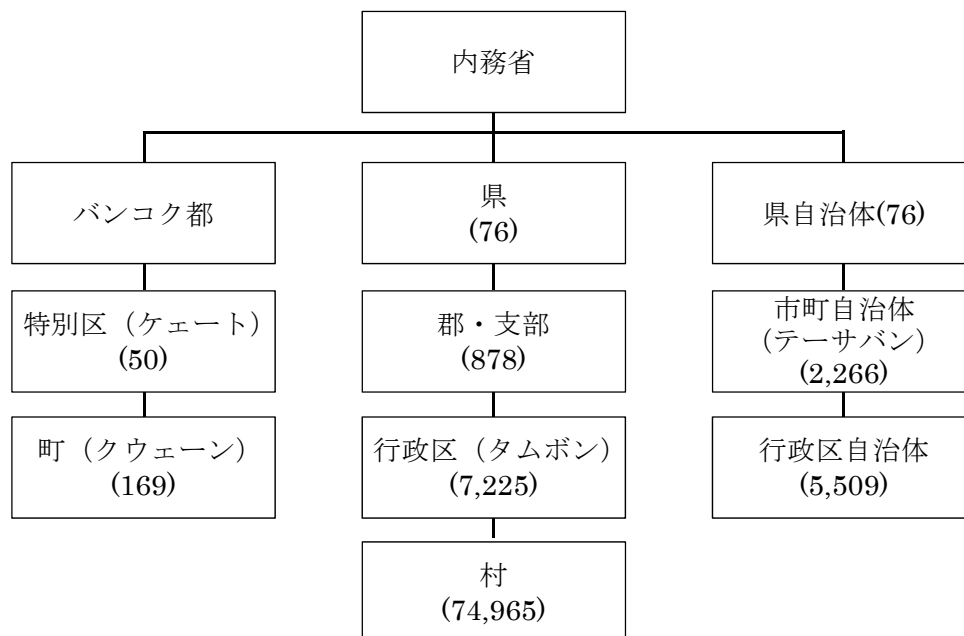 内務省
バンコク都
県
(76)
県自治体(76)
特別区（ケェート）
(50)
郡・支部
(878)
市町自治体
（テーサバン）
(2,266)
町（クウェーン）
(169)
行政区（タムボン）
(7,225)
行政区自治体
(5,509)
村
(74,965)